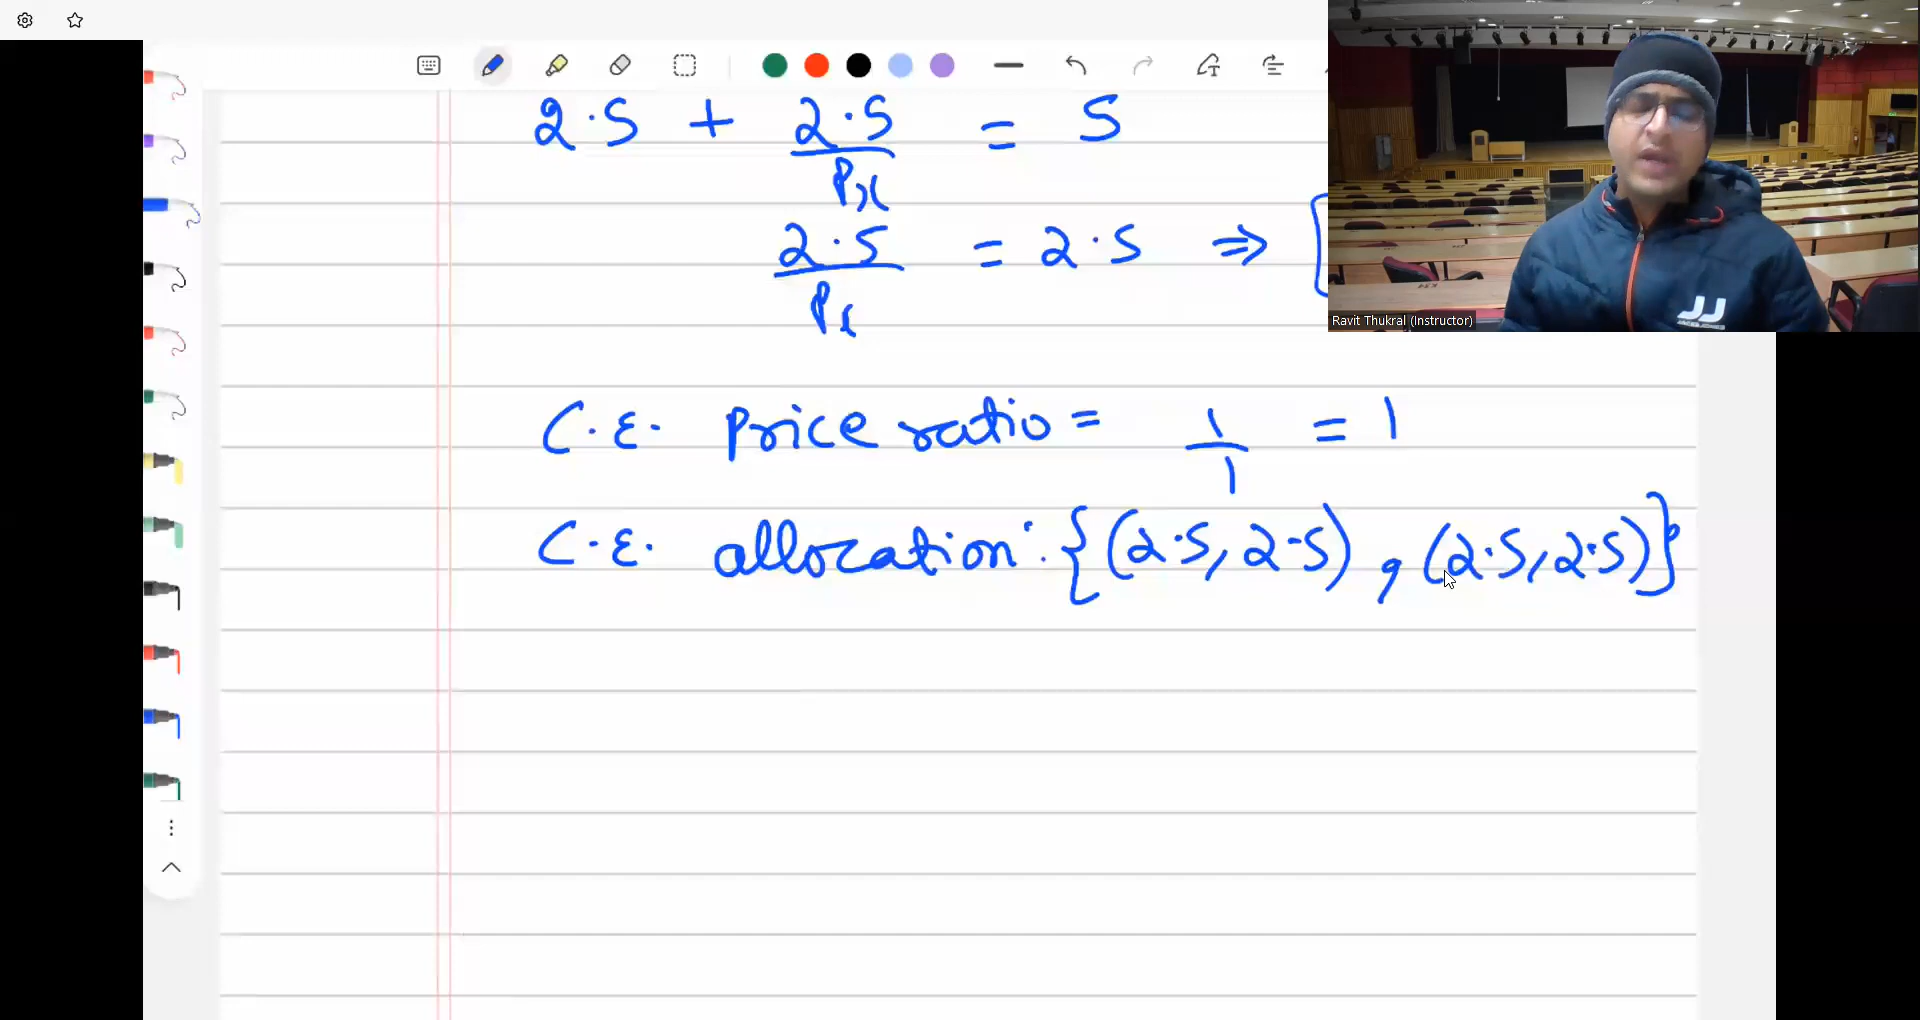 2.5 + 2.5/Px = 5
2.5/Px = 2.5 ⇒
C.E. price ratio = 1/1 = 1
C.E. allocation: {(2.5, 2.5), (2.5, 2.5)}
JJ
Ravit Thukral (Instructor)